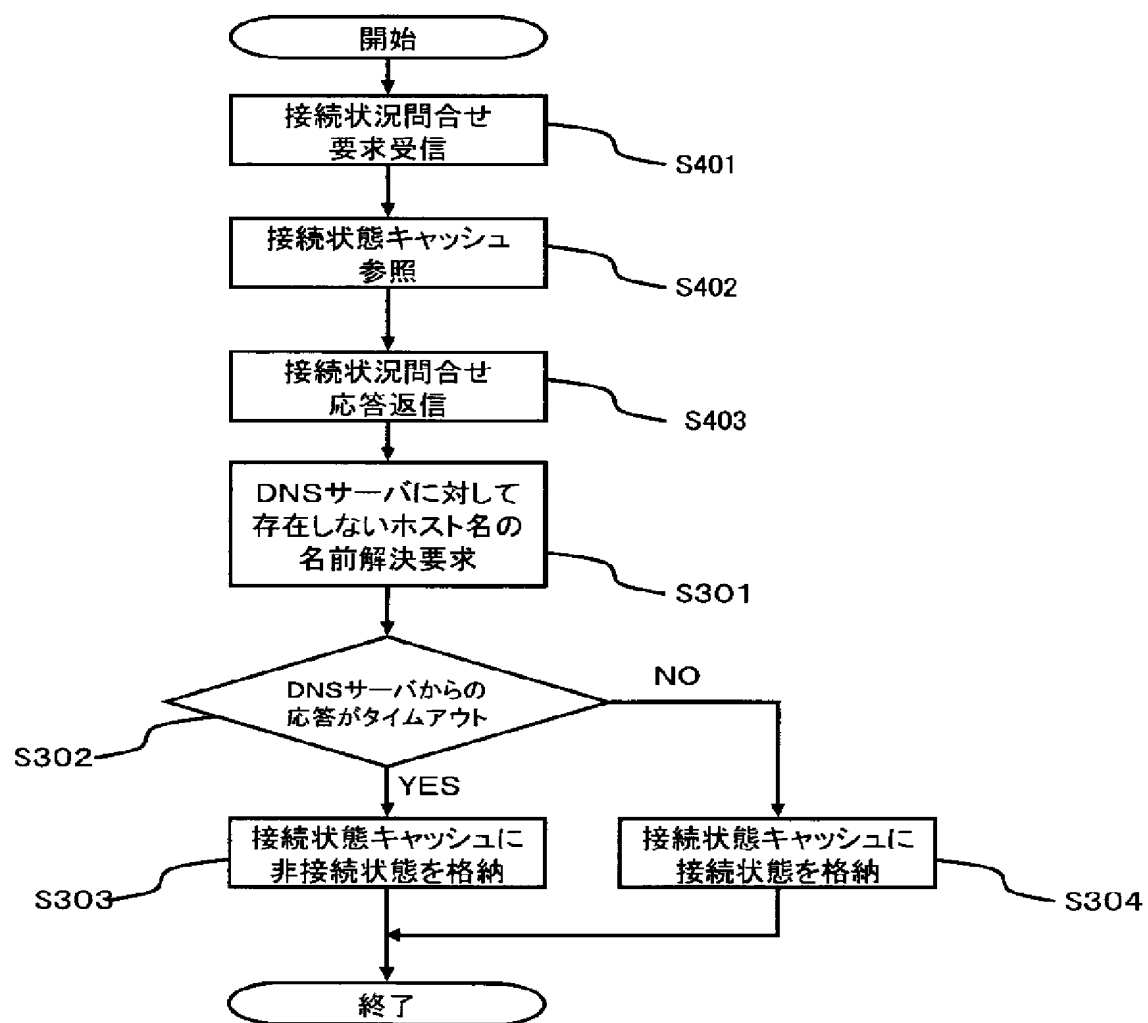 開始
接続状況問合せ
要求受信
S401
接続状態キャッシュ
参照
S402
接続状況問合せ
応答返信
S403
DNSサーバに対して
存在しないホスト名の
名前解決要求
S301
DNSサーバからの
応答がタイムアウト
NO
S302
YES
接続状態キャッシュに
非接続状態を格納
S303
接続状態キャッシュに
接続状態を格納
S304
終了